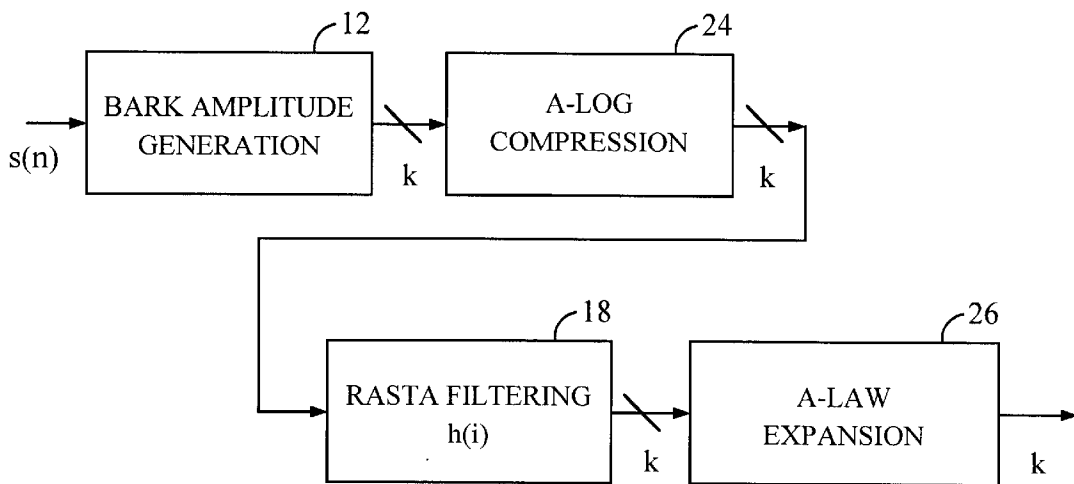 12
24
BARK AMPLITUDE
GENERATION
A-LOG
COMPRESSION
s(n)
k
k
18
26
RASTA FILTERING
h(i)
A-LAW
EXPANSION
k
k